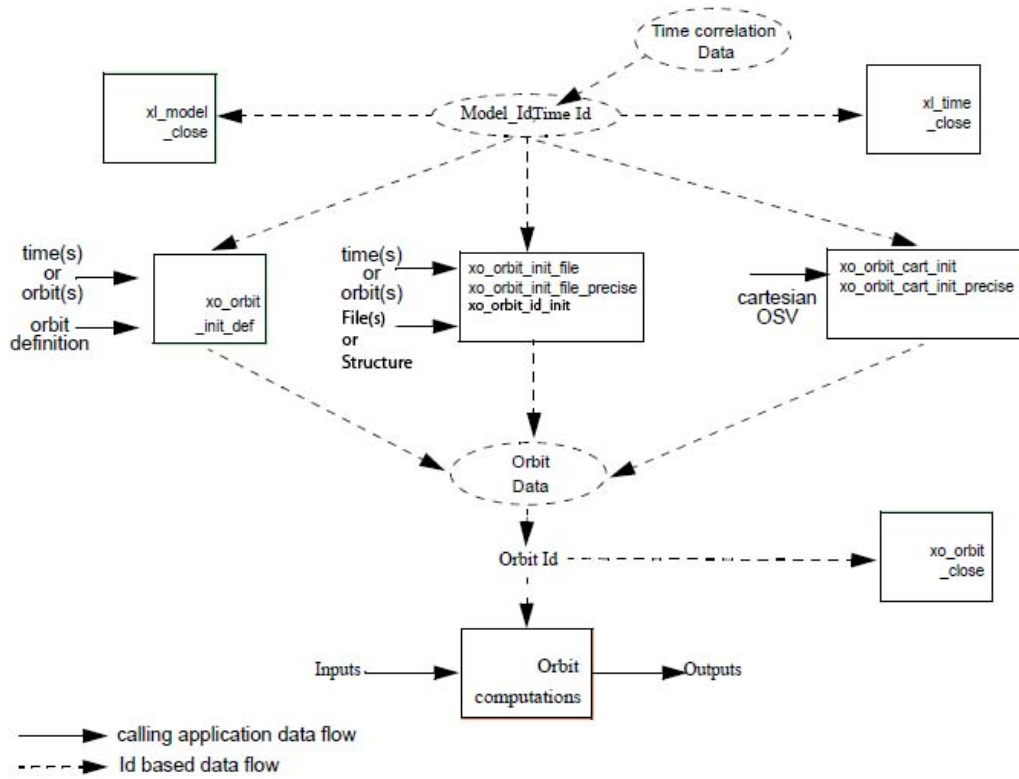 Time correlation
Data
xl_model
_close
Model_Id,Time Id
xl_time
_close
time(s)
or
orbit(s)
orbit
definition
xo_orbit
_init_def
time(s)
or
orbit(s)
File(s)
or
Structure
xo_orbit_init_file
xo_orbit_init_file_precise
xo_orbit_id_init
cartesian
OSV
xo_orbit_cart_init
xo_orbit_cart_init_precise
Orbit
Data
Orbit Id
xo_orbit
_close
Inputs
Orbit
computations
Outputs
calling application data flow
Id based data flow